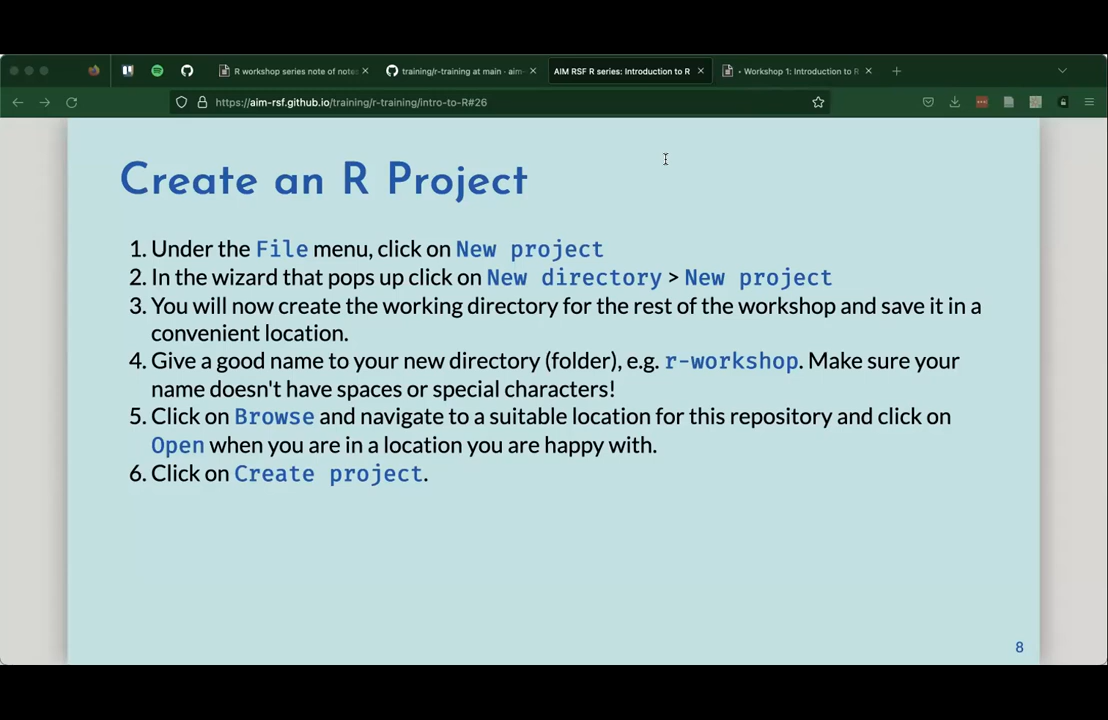 R workshop series note of note
training/r-training at main · aim-
AIM RSF R series: Introduction to R
• Workshop 1: Introduction to R
https://aim-rsf.github.io/training/r-training/intro-to-R#26
Create an R Project
1. Under the File menu, click on New project
2. In the wizard that pops up click on New directory > New project
3. You will now create the working directory for the rest of the workshop and save it in a
convenient location.
4. Give a good name to your new directory (folder), e.g. r-workshop. Make sure your
name doesn't have spaces or special characters!
5. Click on Browse and navigate to a suitable location for this repository and click on
Open when you are in a location you are happy with.
6. Click on Create project.
8